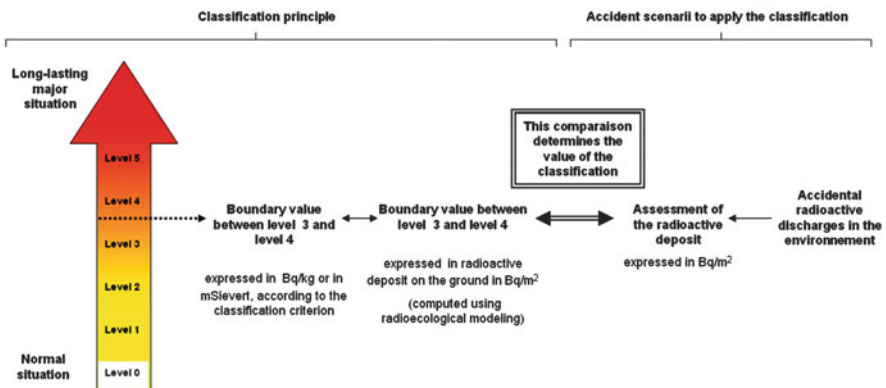 Classification principle
Accident scenarii to apply the classification
Long-lasting
major
situation
Level 5
Level 4
Level 3
Level 2
Level 1
Level 0
Normal
situation
Boundary value
between level 3 and
level 4
expressed in Bq/kg or in
mSievert, according to the
classification criterion
Boundary value between
level 3 and level 4
expressed in radioactive
deposit on the ground in Bq/m²
(computed using
radioecological modeling)
This comparaison
determines the
value of the
classification
Assessment of
the radioactive
deposit
expressed in Bq/m²
Accidental
radioactive
discharges in the
environnement